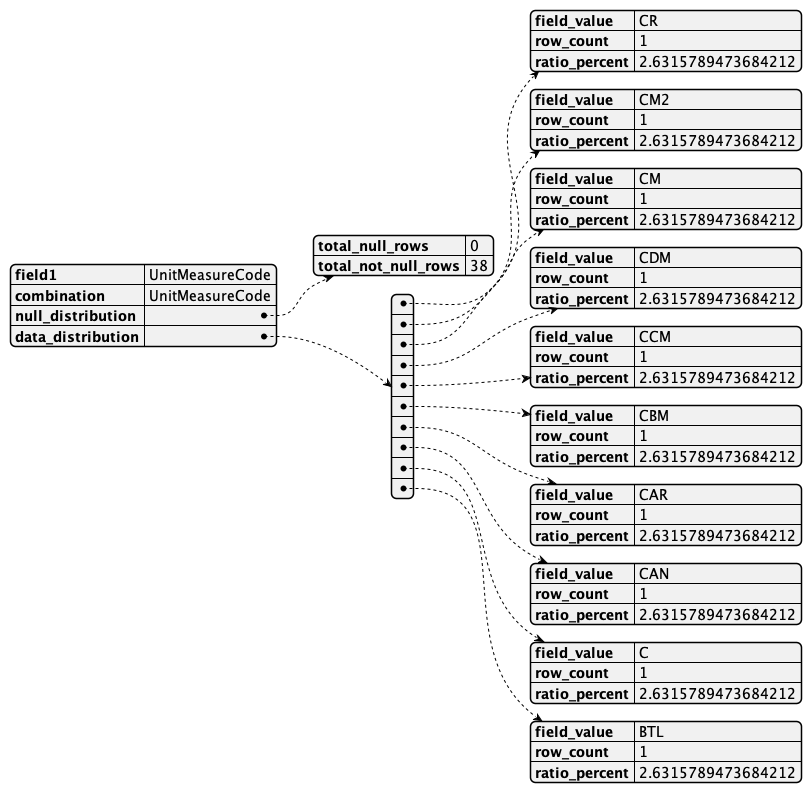 field1 UnitMeasureCode
combination UnitMeasureCode
null_distribution
data_distribution
total_null_rows 0
total_not_null_rows 38
field_value CR
row_count 1
ratio_percent 2.6315789473684212
field_value CM2
row_count 1
ratio_percent 2.6315789473684212
field_value CM
row_count 1
ratio_percent 2.6315789473684212
field_value CDM
row_count 1
ratio_percent 2.6315789473684212
field_value CCM
row_count 1
ratio_percent 2.6315789473684212
field_value CBM
row_count 1
ratio_percent 2.6315789473684212
field_value CAR
row_count 1
ratio_percent 2.6315789473684212
field_value CAN
row_count 1
ratio_percent 2.6315789473684212
field_value C
row_count 1
ratio_percent 2.6315789473684212
field_value BTL
row_count 1
ratio_percent 2.6315789473684212